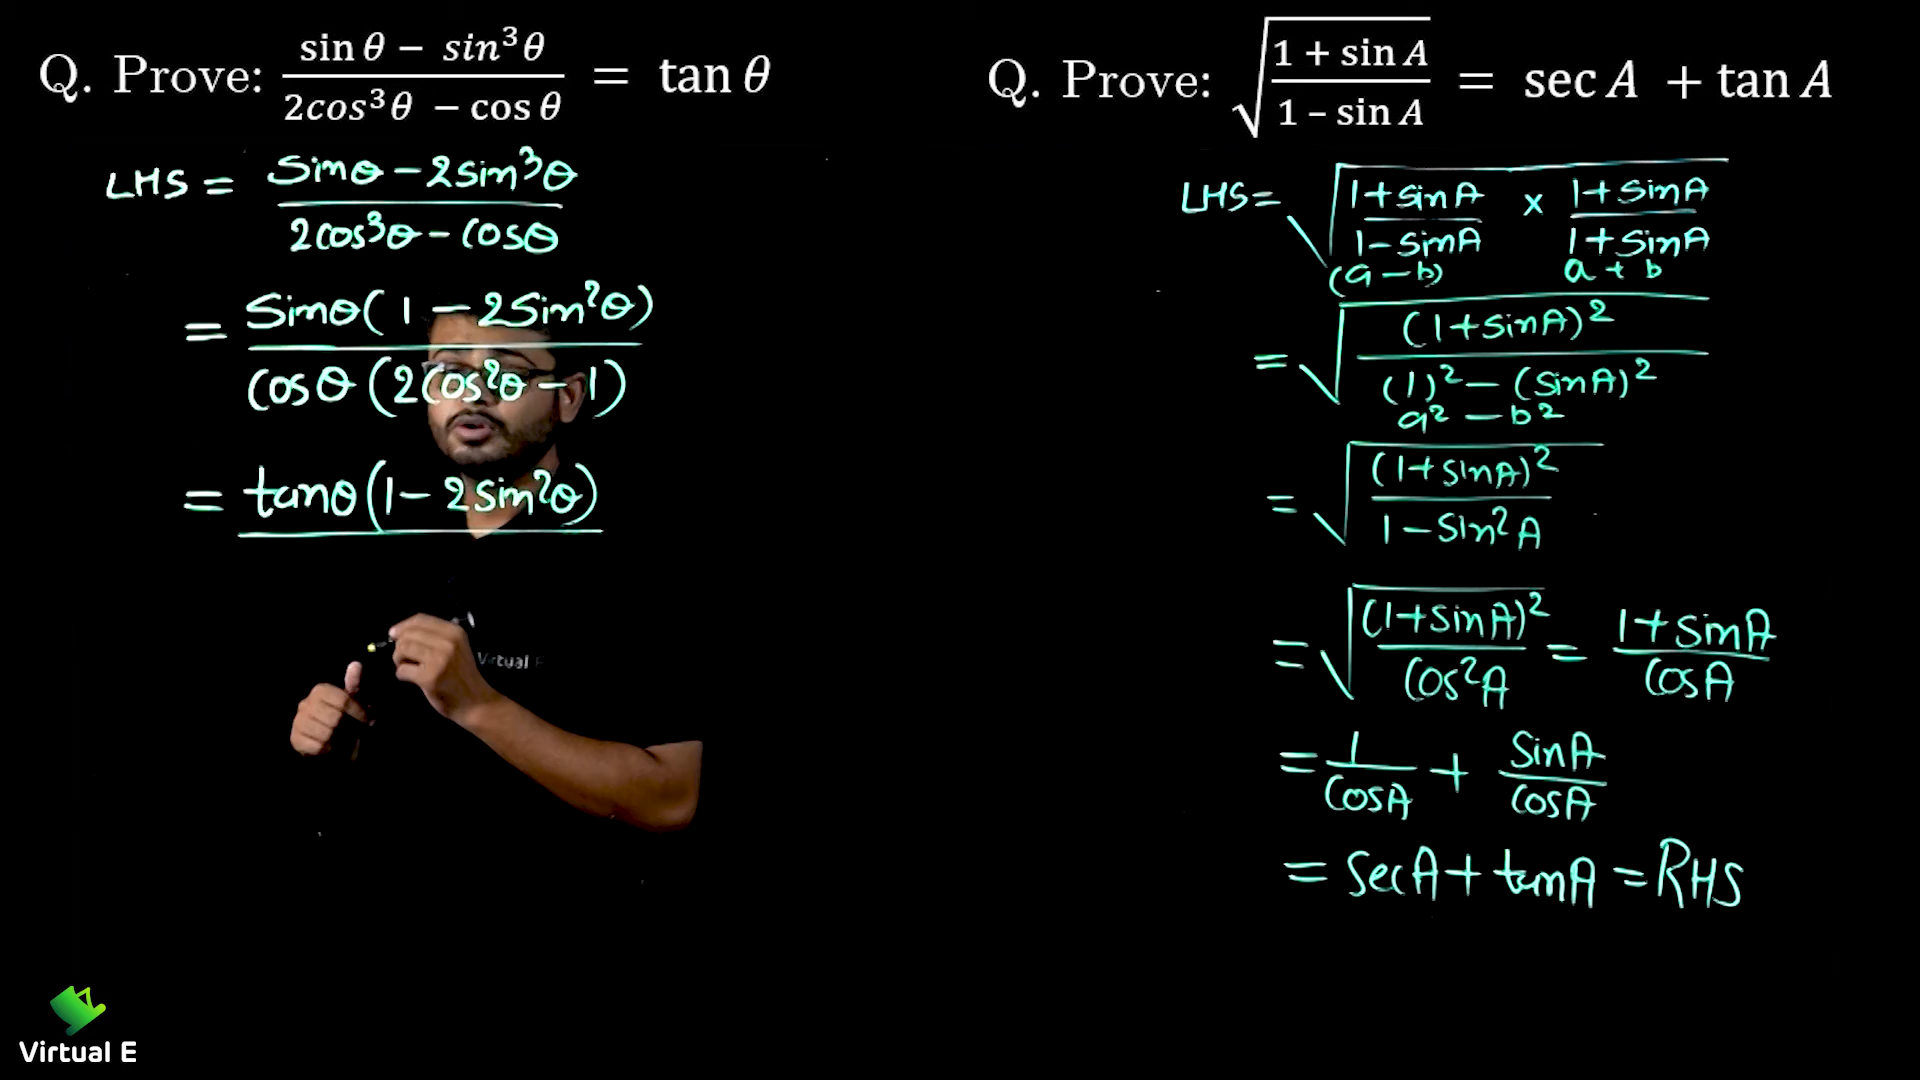 Q. Prove: (sin θ − sin³θ)/(2cos³θ − cos θ) = tan θ
LHS = (Sinθ − 2sin³θ)/(2cos³θ − cosθ)
= Sinθ(1 − 2Sin²θ)/cosθ(2cos²θ − 1)
= tanθ(1 − 2sin²θ)
Virtual E
Q. Prove: √((1 + sin A)/(1 – sin A)) = sec A + tan A
LHS = √((1+sinA)/(1−sinA) × (1+sinA)/(1+sinA))
(a−b) a + b
= √((1+sinA)²/((1)² − (sinA)²))
a² − b²
= √((1+sinA)²/(1−Sin²A))
= √((1+sinA)²/Cos²A) = (1+sinA)/CosA
= 1/CosA + SinA/CosA
= SecA + tanA = RHS
Virtual E